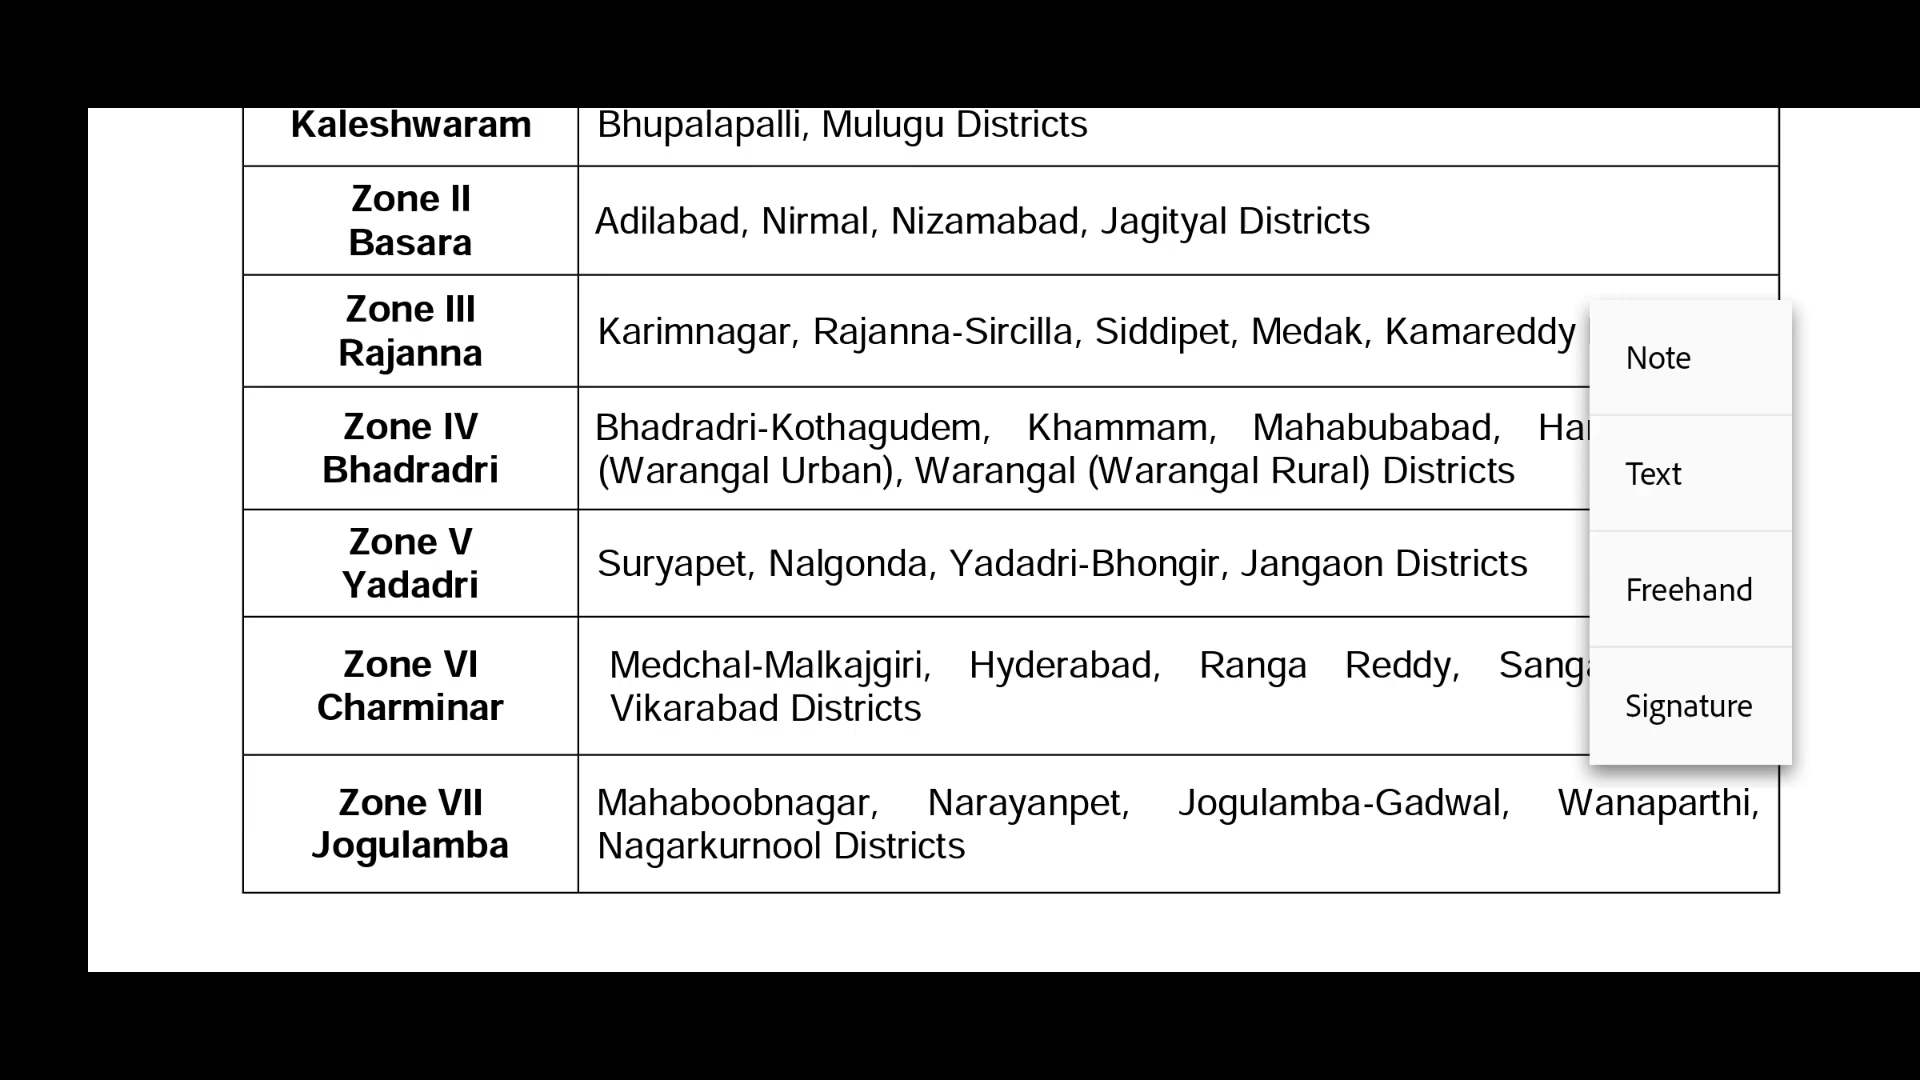 Kaleshwaram
Bhupalapalli, Mulugu Districts
Zone II
Basara
Adilabad, Nirmal, Nizamabad, Jagityal Districts
Zone III
Rajanna
Karimnagar, Rajanna-Sircilla, Siddipet, Medak, Kamareddy
Zone IV
Bhadradri
Bhadradri-Kothagudem, Khammam, Mahabubabad,
(Warangal Urban), Warangal (Warangal Rural) Districts
Zone V
Yadadri
Suryapet, Nalgonda, Yadadri-Bhongir, Jangaon Districts
Zone VI
Charminar
Medchal-Malkajgiri, Hyderabad, Ranga Reddy,
Vikarabad Districts
Zone VII
Jogulamba
Mahaboobnagar, Narayanpet, Jogulamba-Gadwal, Wanaparthi,
Nagarkurnool Districts
Note
Text
Freehand
Signature